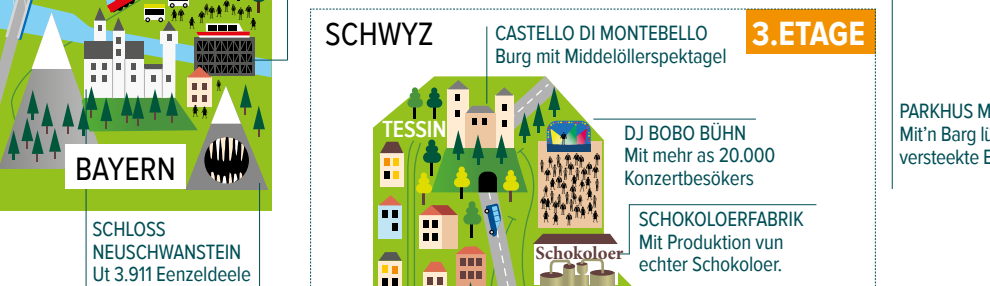 BAYERN
SCHLOSS
NEUSCHWANSTEIN
Ut 3.911 Eenzeldeele
SCHWYZ
3.ETAGE
CASTELLO DI MONTEBELLO
Burg mit Middelöllerspektagel
TESSIN
DJ BOBO BÜHN
Mit mehr as 20.000
Konzertbesökers
SCHOKOLOERFABRIK
Mit Produktion vun
echter Schokoloer.
Schokoloer
PARKHUS
Mit'n Barg
versteekte